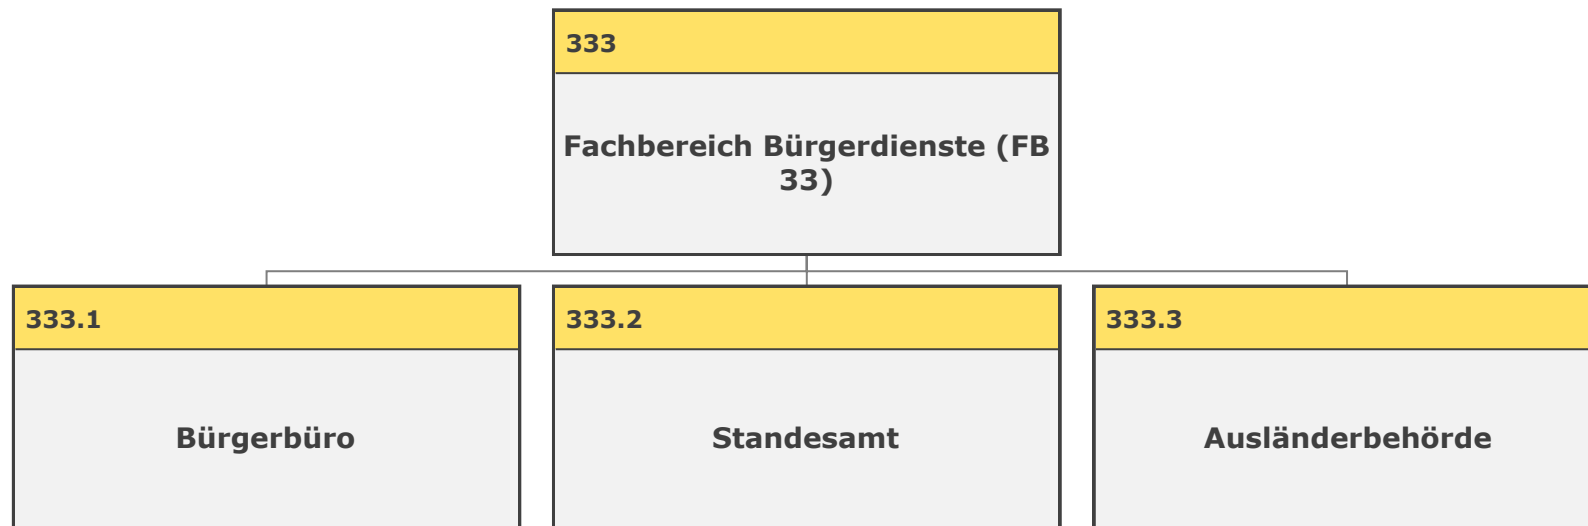 333
Fachbereich Bürgerdienste (FB
33)
333.1
Bürgerbüro
333.2
Standesamt
333.3
Ausländerbehörde